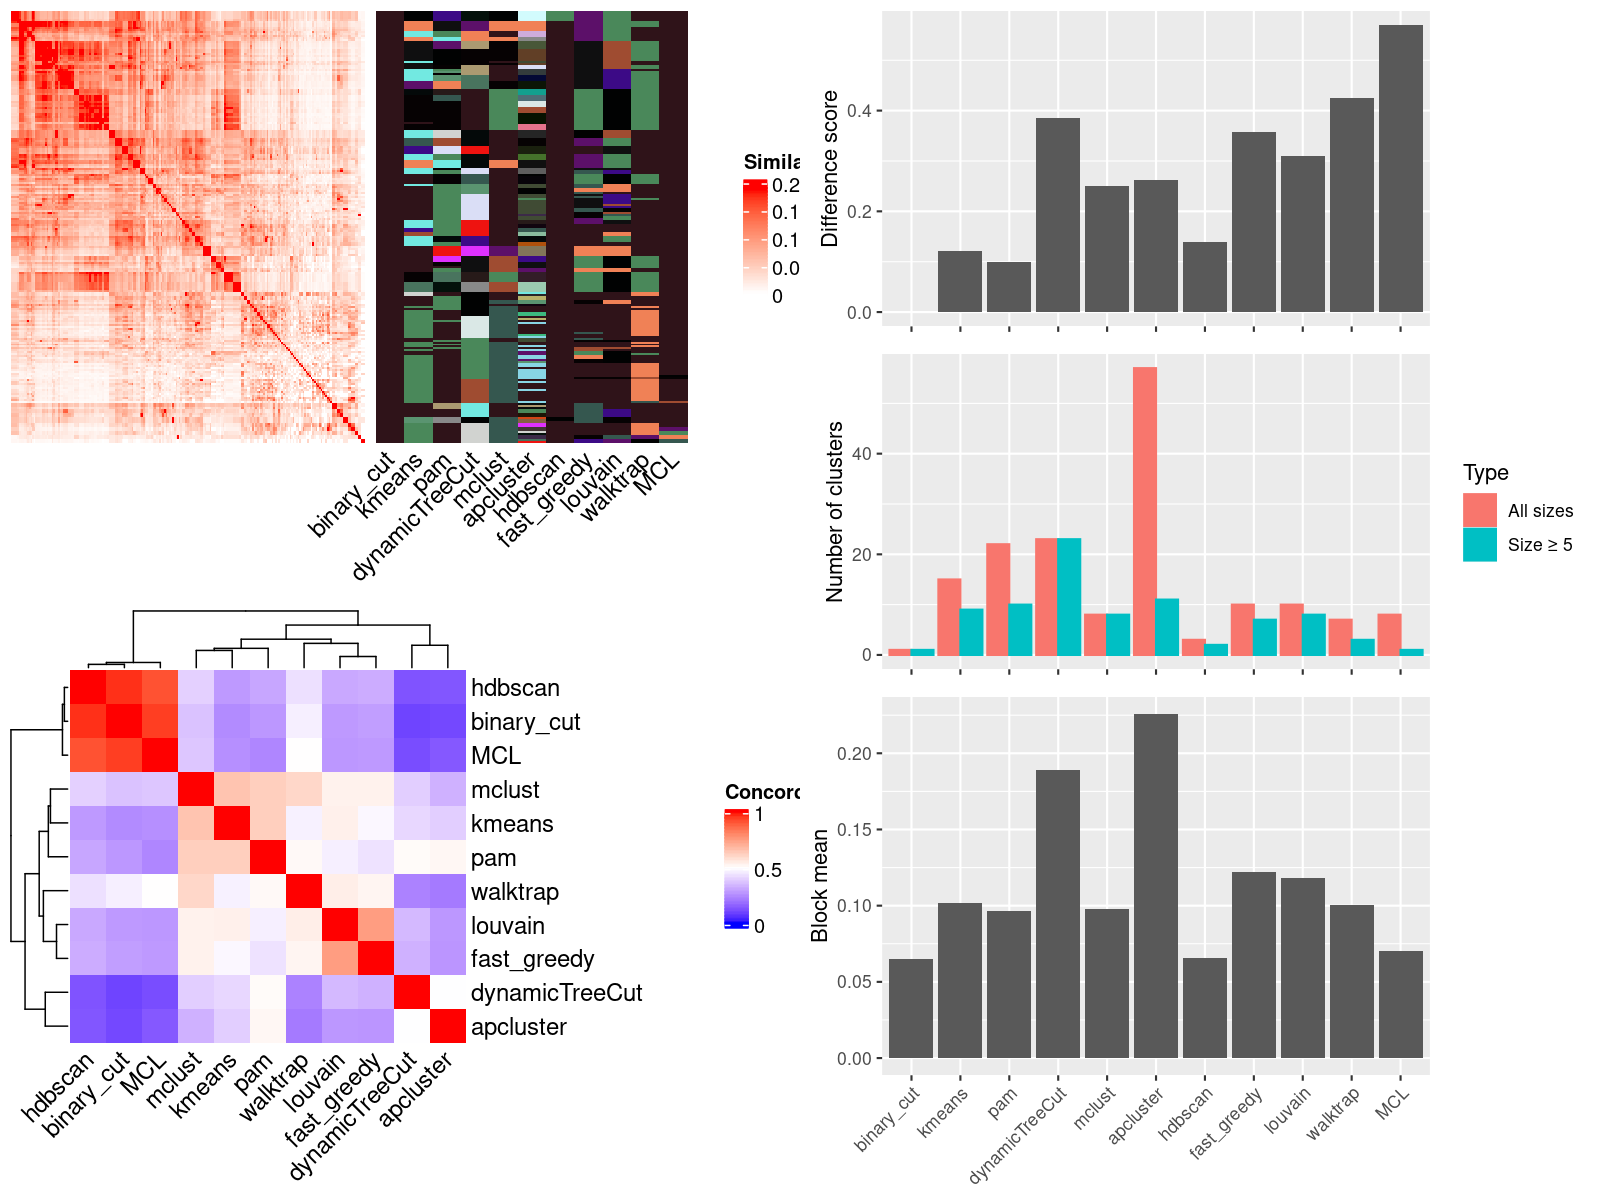 Simila
0.2
0.1
0.1
0.0
0
binary_cut
kmeans
pam
dynamicTreeCut
mclust
apcluster
hdbscan
fast_greedy
louvain
walktrap
MCL
hdbscan
binary_cut
MCL
mclust
kmeans
pam
walktrap
louvain
fast_greedy
dynamicTreeCut
apcluster
hdbscan
binary_cut
MCL
mclust
kmeans
pam
walktrap
louvain
fast_greedy
dynamicTreeCut
apcluster
Concord
1
0.5
0
Difference score
0.4
0.2
0.0
Number of clusters
40
20
0
Type
All sizes
Size ≥ 5
Block mean
0.20
0.15
0.10
0.05
0.00
binary_cut
kmeans
pam
dynamicTreeCut
mclust
apcluster
hdbscan
fast_greedy
louvain
walktrap
MCL